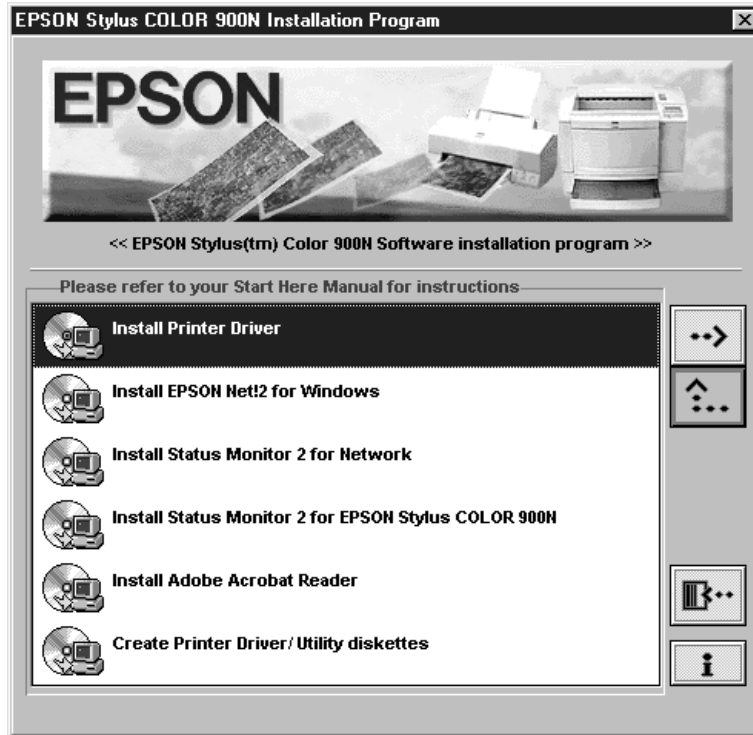 EPSON Stylus COLOR 900N Installation Program
EPSON
<< EPSON Stylus(tm) Color 900N Software installation program >>
Please refer to your Start Here Manual for instructions
Install Printer Driver
Install EPSON Net!2 for Windows
Install Status Monitor 2 for Network
Install Status Monitor 2 for EPSON Stylus COLOR 900N
Install Adobe Acrobat Reader
Create Printer Driver/Utility diskettes
i